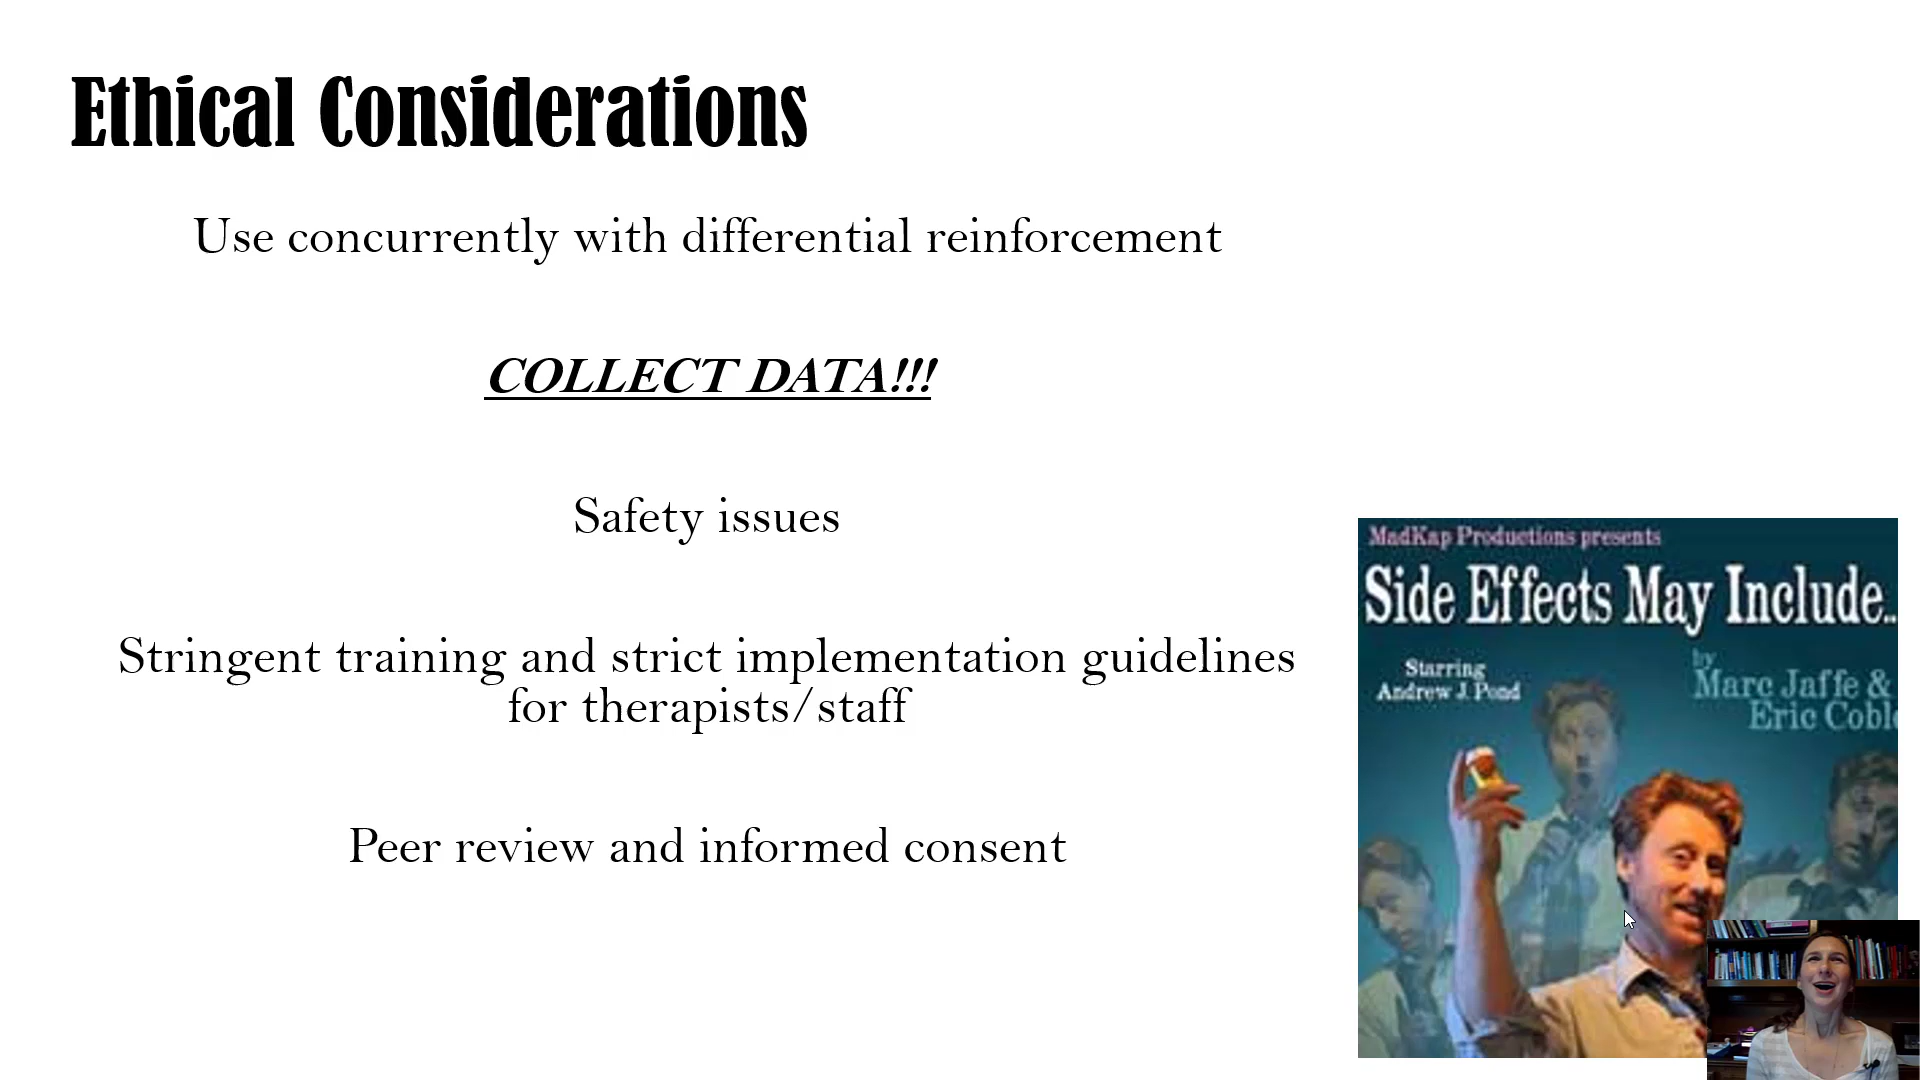 Ethical Considerations
Use concurrently with differential reinforcement
COLLECT DATA!!!
Safety issues
Stringent training and strict implementation guidelines
for therapists/staff
Peer review and informed consent
MadKap Productions presents
Side Effects May Include..
Starring
Andrew J. Pond
by
Marc Jaffe &
Eric Coble